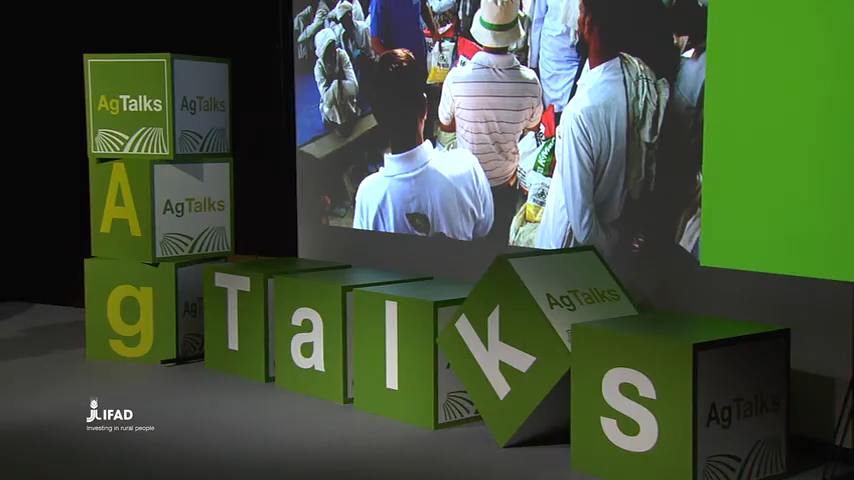 AgTalks
AgTalks
A
AgTalks
g
T
a
l
k
s
AgTalks
AgTalks
IFAD
Investing in rural people